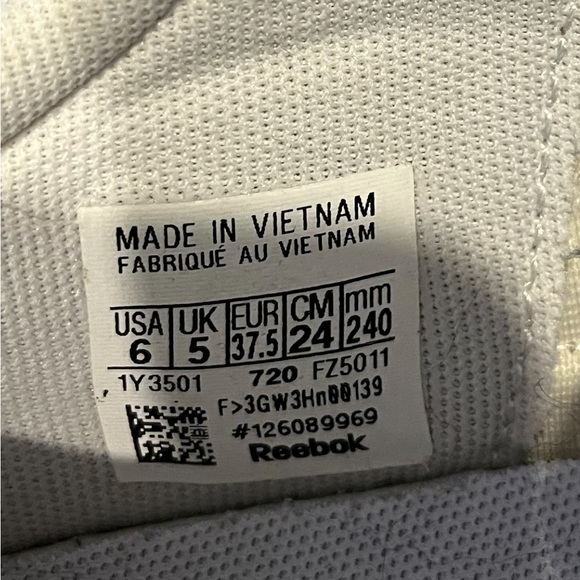 MADE IN VIETNAM
FABRIQUÉ AU VIETNAM
USA UK EUR CM mm
6 5 37.5 24 240
1Y3501 720 FZ5011
F>3GW3Hn00139
#126089969
Reebok